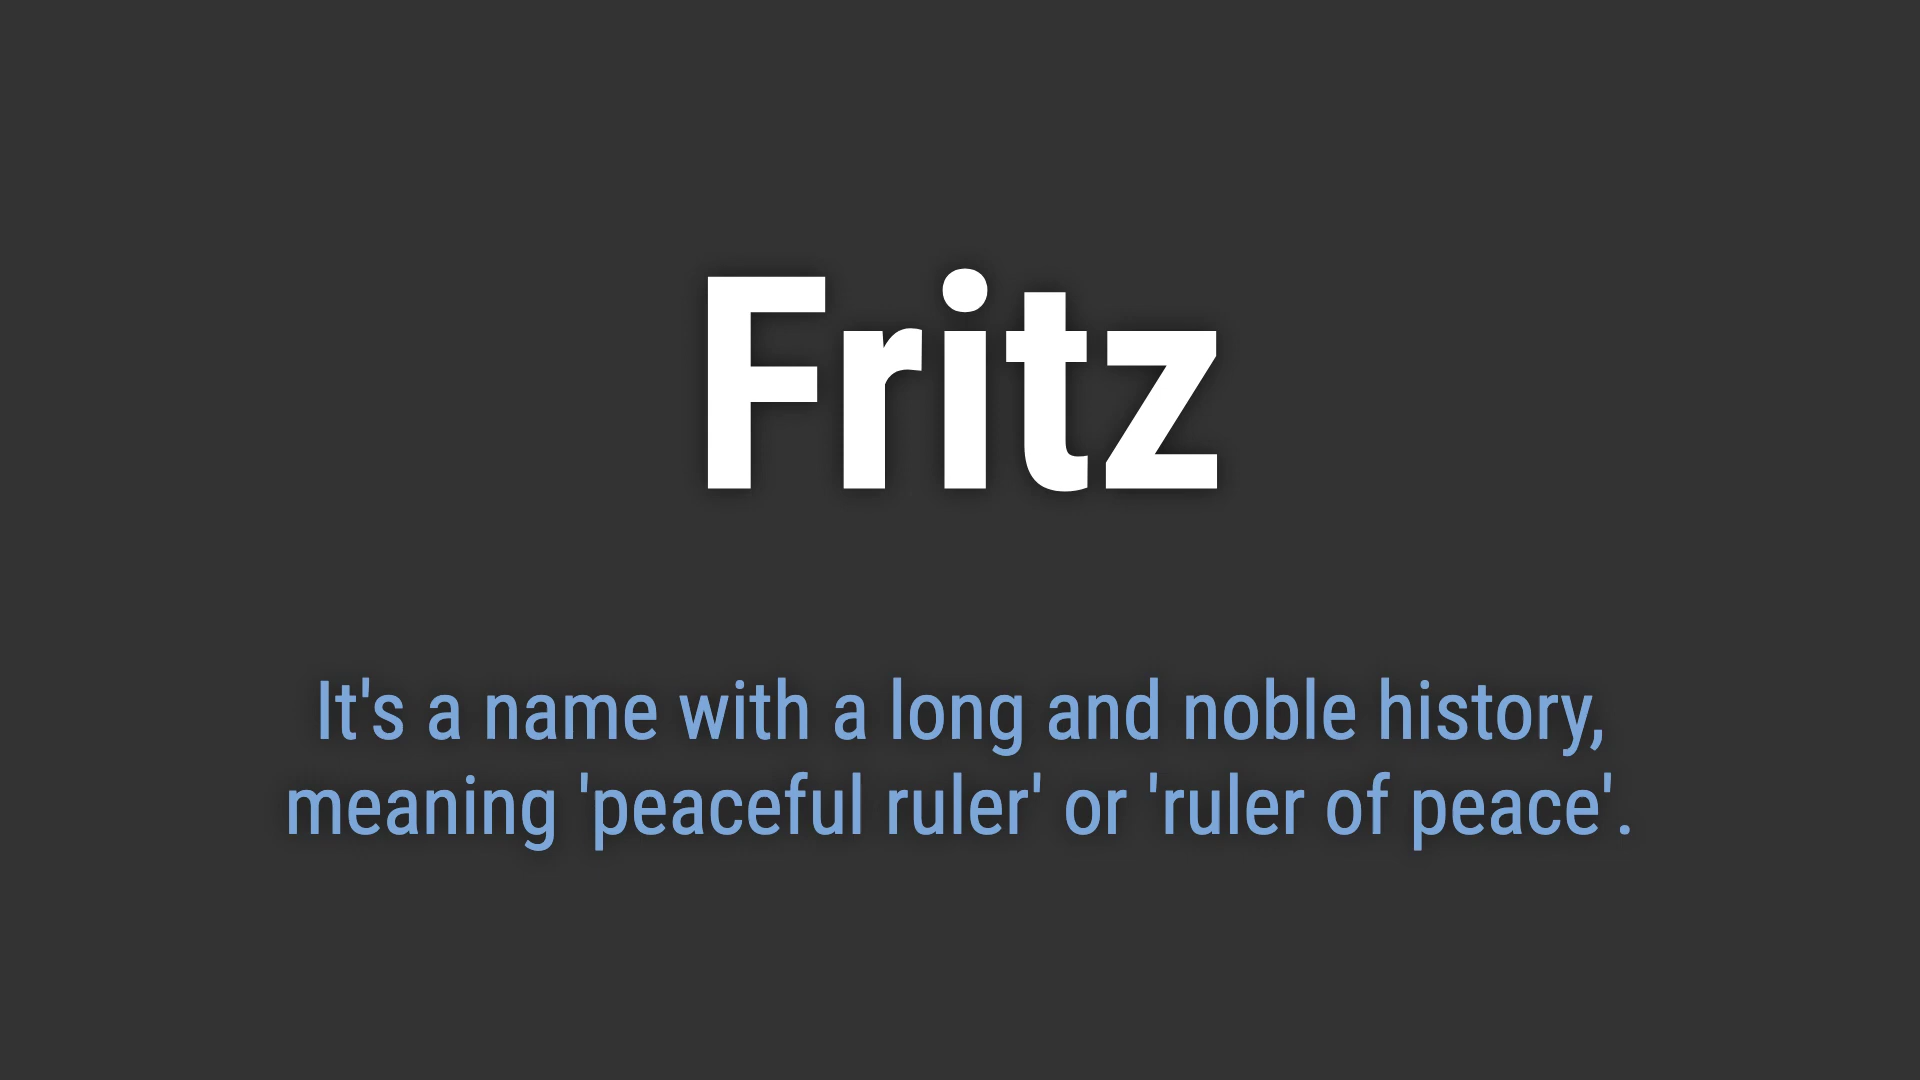 Fritz
It's a name with a long and noble history,
meaning 'peaceful ruler' or 'ruler of peace'.